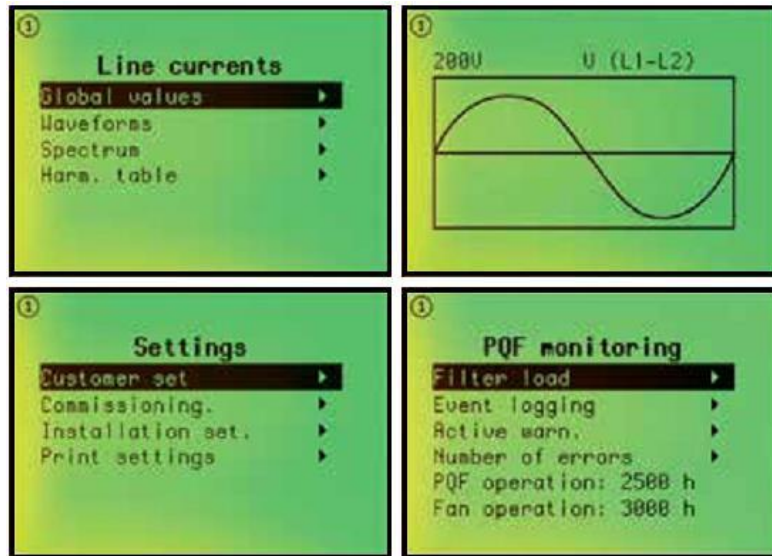 ①
Line currents
Global values
Waveforms
Spectrum
Harm. table
①
200V U (L1-L2)
①
Settings
Customer set
Commissioning.
Installation set.
Print settings
①
PQF monitoring
Filter load
Event logging
Active warn.
Number of errors
PQF operation: 2500 h
Fan operation: 3000 h